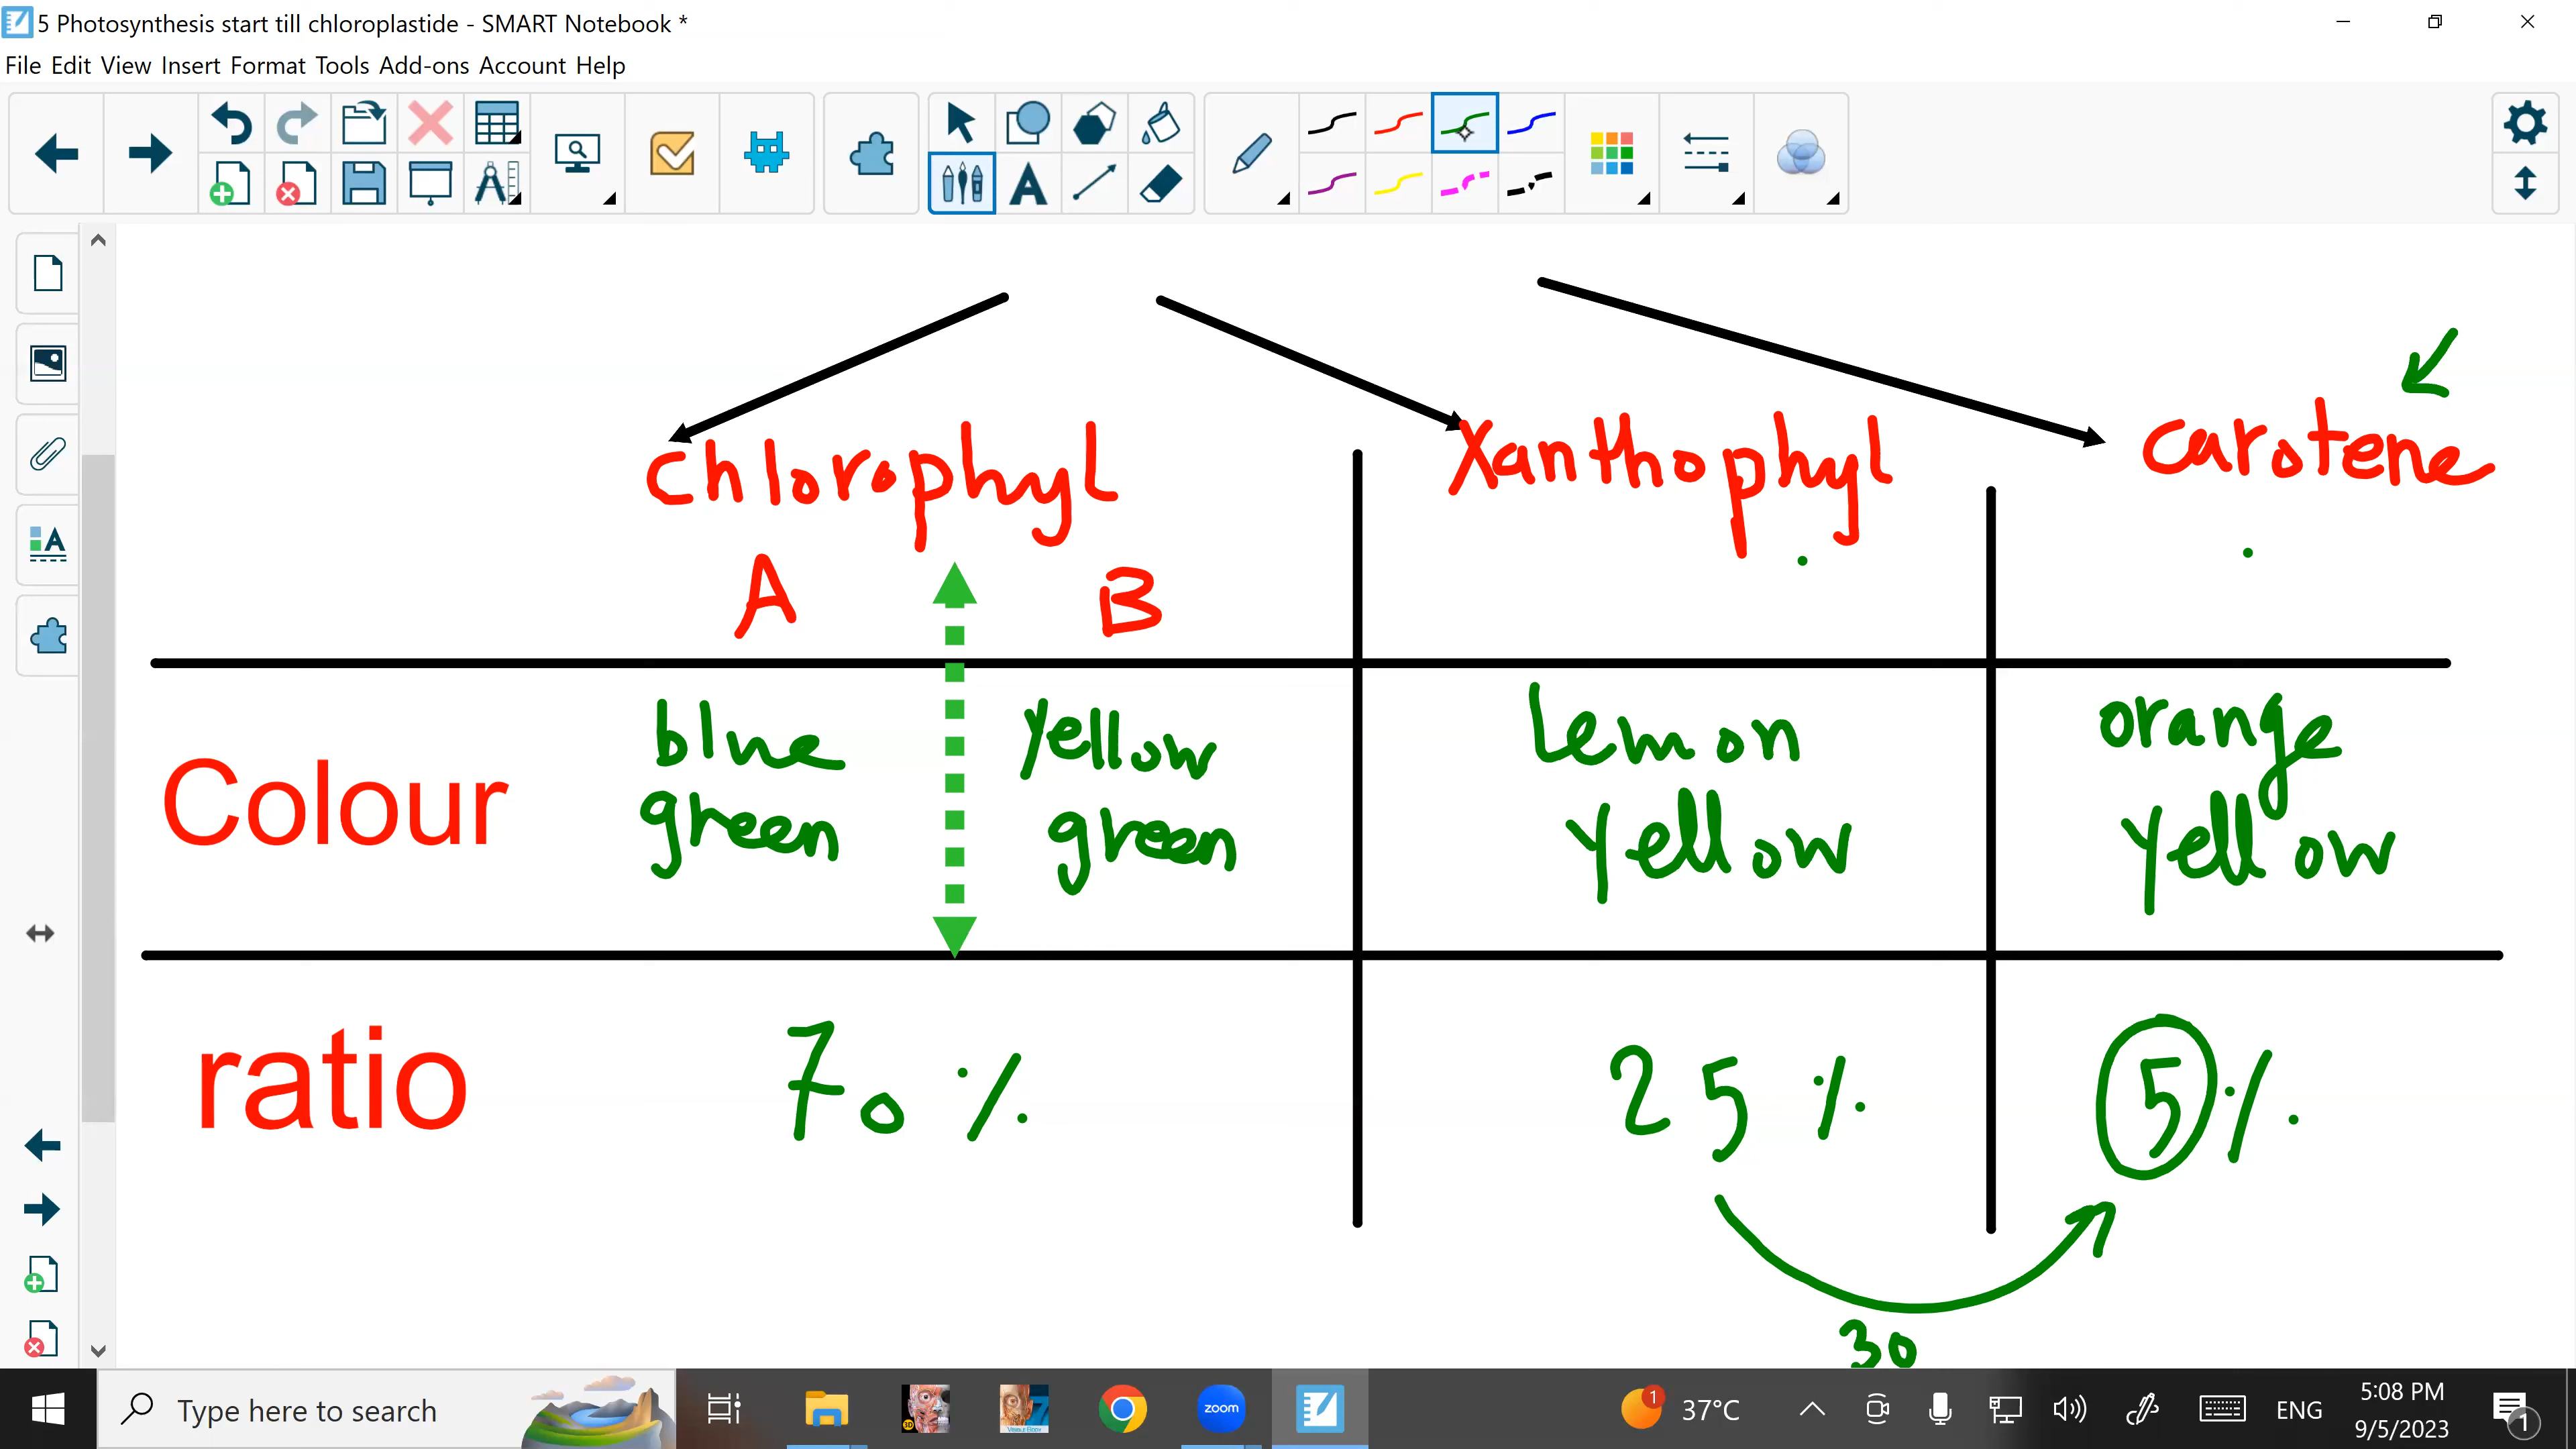 5 Photosynthesis start till chloroplastide - SMART Notebook *
File Edit View Insert Format Tools Add-ons Account Help
Chlorophyl Xanthophyl carotene
A B
Colour blue green yellow green lemon yellow orange yellow
ratio 70 % 25 % 5 %
30
Type here to search
zoom
1
37°C
ENG
5:08 PM
9/5/2023
1